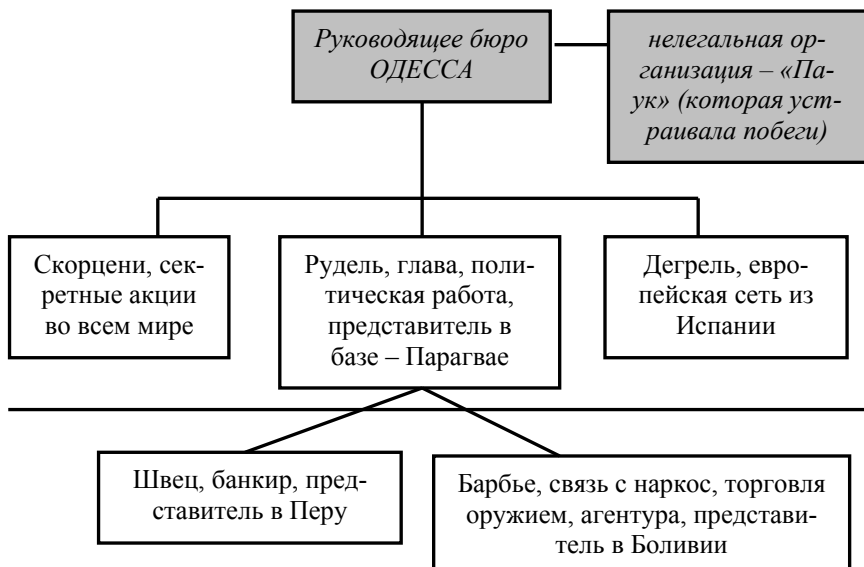 Руководящее бюро
ОДЕССА
нелегальная ор-
ганизация – «Па-
ук» (которая уст-
раивала побеги)
Скорцени, сек-
ретные акции
во всем мире
Рудель, глава, поли-
тическая работа,
представитель в
базе – Парагвае
Дегрель, евро-
пейская сеть из
Испании
Швец, банкир, пред-
ставитель в Перу
Барбье, связь с наркос, торговля
оружием, агентура, представи-
тель в Боливии